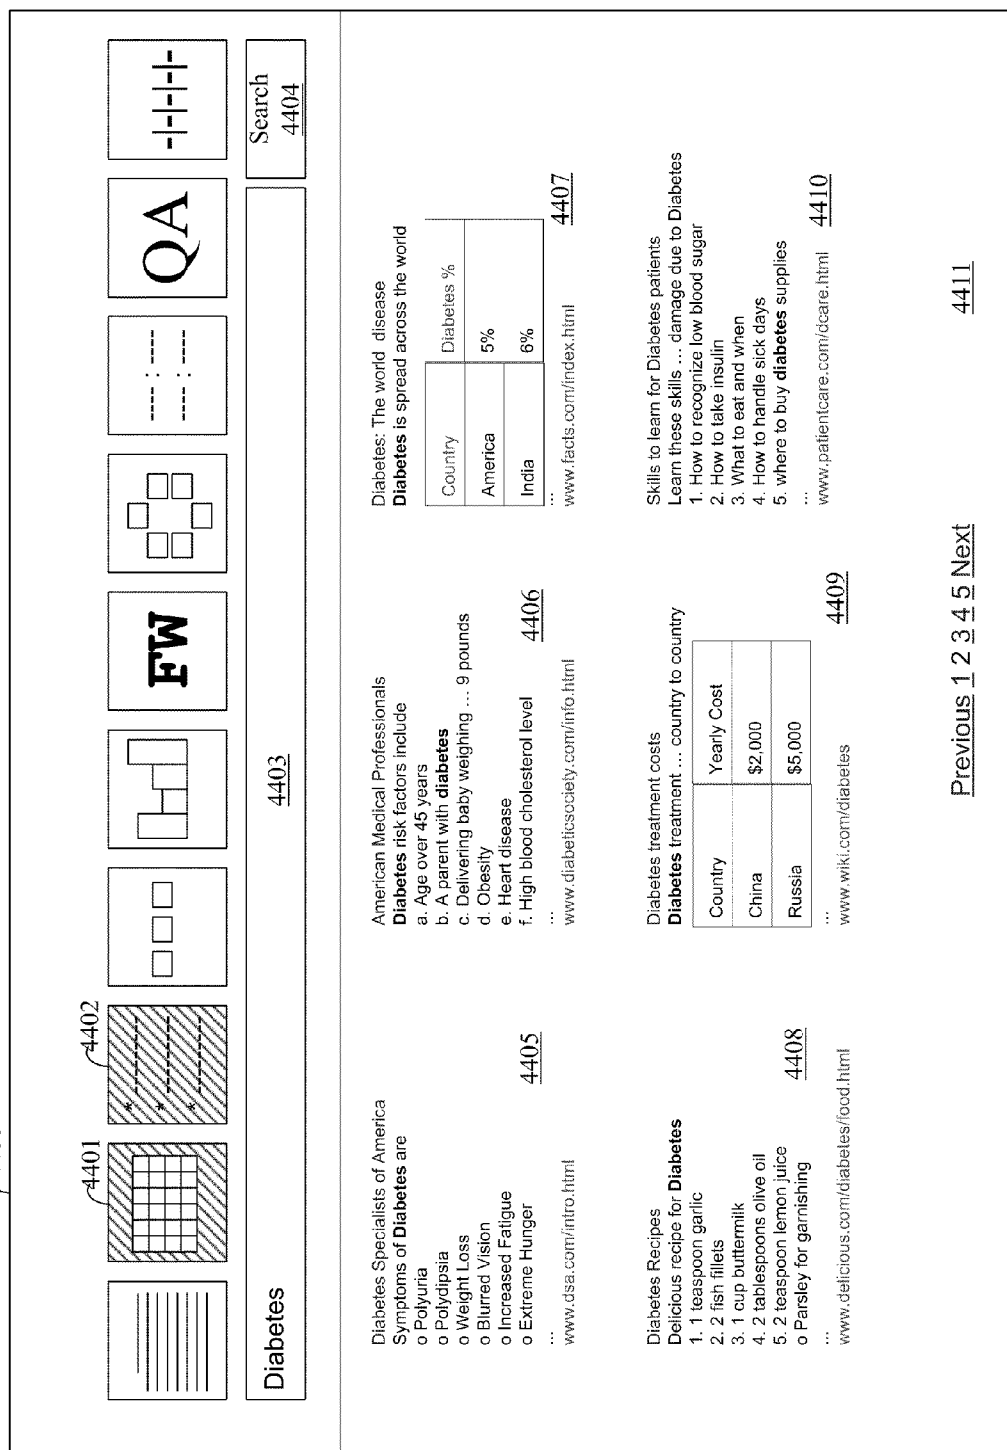 4401
4402
FW
QA
Diabetes
4403
Search
4404
Diabetes Specialists of America
Symptoms of Diabetes are
o Polyuria
o Polydipsia
o Weight Loss
o Blurred Vision
o Increased Fatigue
o Extreme Hunger
...
www.dsa.com/intro.html
4405
American Medical Professionals
Diabetes risk factors include
a. Age over 45 years
b. A parent with diabetes
c. Delivering baby weighing ... 9 pounds
d. Obesity
e. Heart disease
f. High blood cholesterol level
...
www.diabeticsociety.com/info.html
4406
Diabetes: The world disease
Diabetes is spread across the world
Country Diabetes %
America 5%
India 6%
...
www.facts.com/index.html
4407
Diabetes Recipes
Delicious recipe for Diabetes
1. 1 teaspoon garlic
2. 2 fish fillets
3. 1 cup buttermilk
4. 2 tablespoons olive oil
5. 2 teaspoon lemon juice
o Parsley for garnishing
...
www.delicious.com/diabetes/food.html
4408
Diabetes treatment costs
Diabetes treatment ... country to country
Country Yearly Cost
China $2,000
Russia $5,000
...
www.wiki.com/diabetes
4409
Skills to learn for Diabetes patients
Learn these skills ... damage due to Diabetes
1. How to recognize low blood sugar
2. How to take insulin
3. What to eat and when
4. How to handle sick days
5. where to buy diabetes supplies
...
www.patientcare.com/dcare.html
4410
Previous 1 2 3 4 5 Next
4411